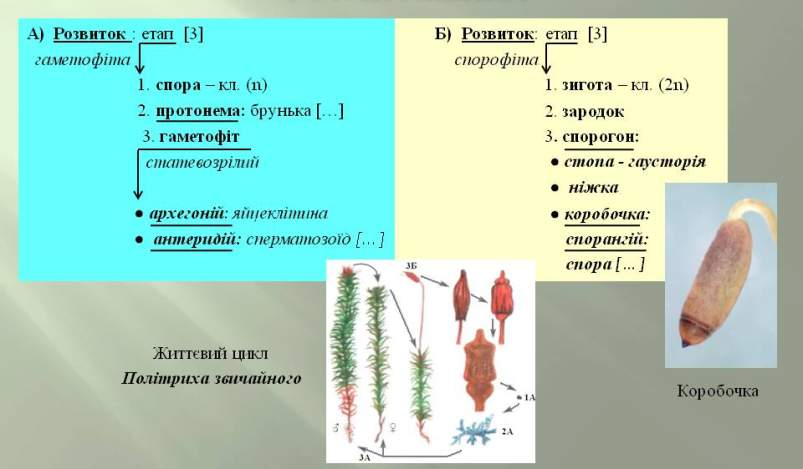 А) Розвиток : етап [3]
гаметофіта
1. спора – кл. (n)
2. протонема: брунька […]
3. гаметофіт
статевозрілий
● архегоній: яйцеклітина
● антеридій: сперматозоїд […]
Б) Розвиток: етап [3]
спорофіта
1. зигота – кл. (2n)
2. зародок
3. спорогон:
● стопа - гаусторія
● ніжка
● коробочка:
спорангій:
спора […]
Життєвий цикл
Політриха звичайного
3Б
1А
2А
♂
♀
3А
Коробочка